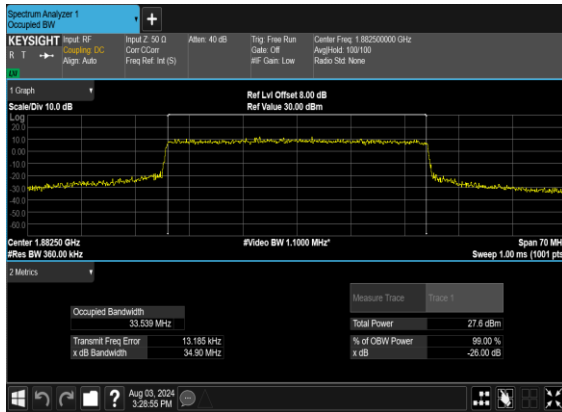 Spectrum Analyzer 1
Occupied BW
KEYSIGHT Input: RF Input Z: 50 Ω Atten: 40 dB Trig: Free Run Center Freq: 1.882500000 GHz
R T Coupling: DC Corr CCorr Gate: Off Avg|Hold: 100/100
Align: Auto Freq Ref: Int (S) #IF Gain: Low Radio Std: None
1 Graph
Ref Lvl Offset 8.00 dB
Scale/Div 10.0 dB Ref Value 30.00 dBm
Log
20.0
10.0
0.00
-10.0
-20.0
-30.0
-40.0
-50.0
-60.0
Center 1.88250 GHz #Video BW 1.1000 MHz* Span 70 MH
#Res BW 360.00 kHz Sweep 1.00 ms (1001 pts
2 Metrics
Measure Trace Trace 1
Occupied Bandwidth
33.539 MHz Total Power 27.6 dBm
Transmit Freq Error 13.185 kHz % of OBW Power 99.00 %
x dB Bandwidth 34.90 MHz x dB -26.00 dB
Aug 03, 2024
3:28:55 PM